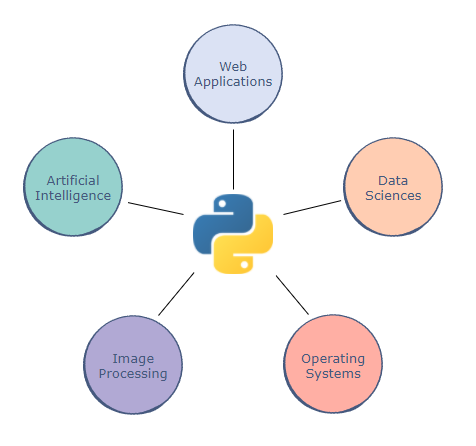 Web
Applications
Artificial
Intelligence
Data
Sciences
Image
Processing
Operating
Systems